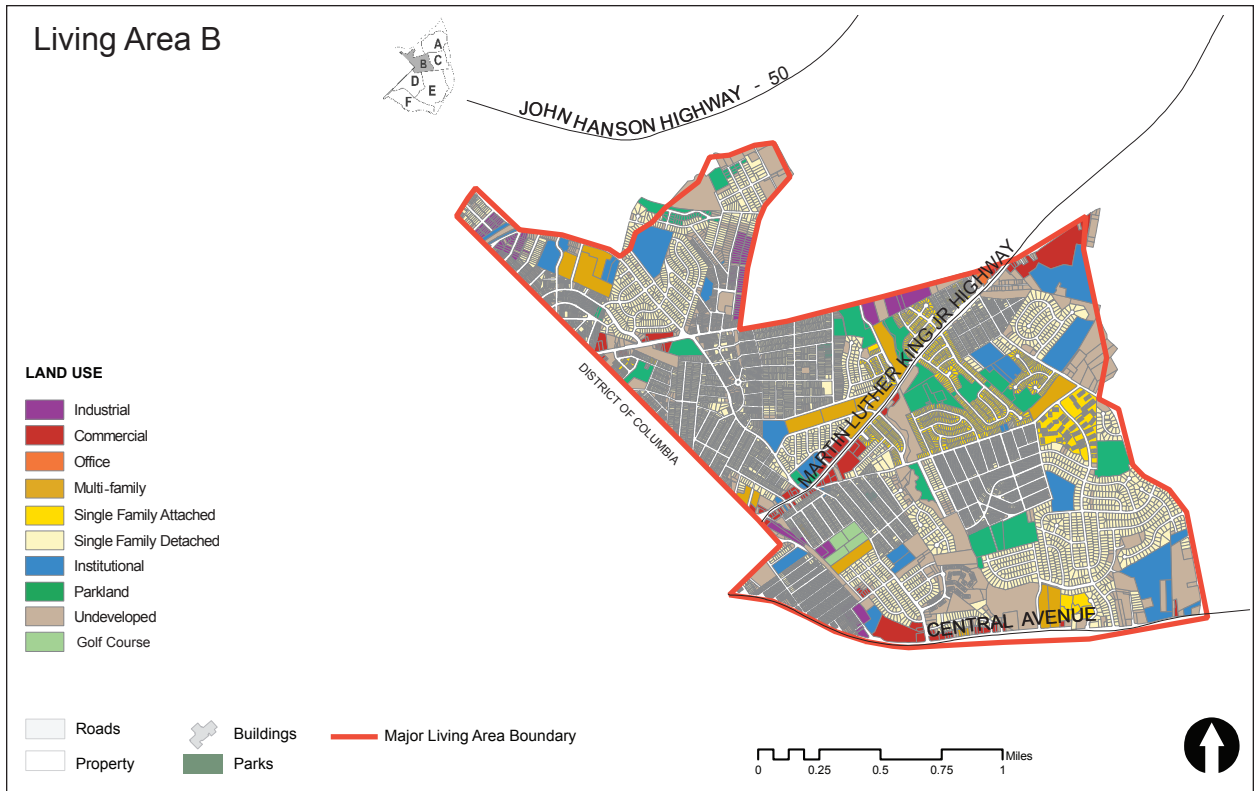 Living Area B
A
B
C
D
E
F
JOHN HANSON HIGHWAY - 50
MARTIN LUTHER KING JR HIGHWAY
DISTRICT OF COLUMBIA
CENTRAL AVENUE
LAND USE
Industrial
Commercial
Office
Multi-family
Single Family Attached
Single Family Detached
Institutional
Parkland
Undeveloped
Golf Course
Roads
Property
Buildings
Parks
Major Living Area Boundary
Miles
0 0.25 0.5 0.75 1